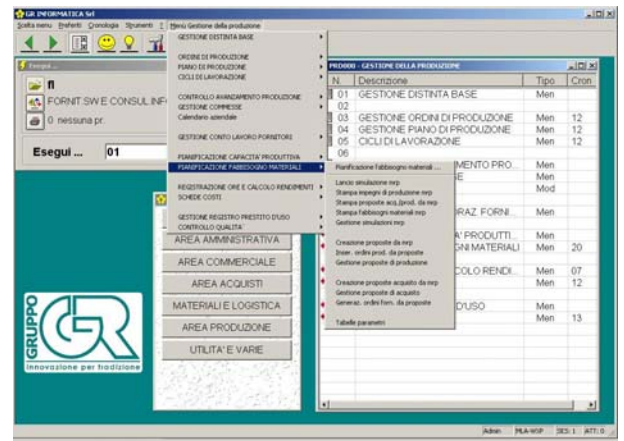 GR INFORMATICA Srl
Scelta menu Preferiti Cronologia Strumenti ? Menù Gestione della produzione
GESTIONE DISTINTA BASE
ORDINI DI PRODUZIONE
PIANO DI PRODUZIONE
CICLI DI LAVORAZIONE
CONTROLLO AVANZAMENTO PRODUZIONE
GESTIONE COMMESSE
Calendario aziendale
GESTIONE CONTO LAVORO FORNITORI
PIANIFICAZIONE CAPACITA' PRODUTTIVA
PIANIFICAZIONE FABBISOGNO MATERIALI
REGISTRAZIONE ORE E CALCOLO RENDIMENTI
SCHEDE COSTI
GESTIONE REGISTRO PRESTITO D'USO
CONTROLLO QUALITA'
Esegui ...
fl
FORNIT.SW E CONSUL.INF
0 nessuna pr.
Esegui ... 01
Pianificazione fabbisogno materiali ...
Lancio simulazione mrp
Stampa impegni di produzione mrp
Stampa proposte acq./prod. da mrp
Stampa fabbisogni materiali mrp
Gestione simulazioni mrp
Creazione proposte da mrp
Inser. ordini prod. da proposte
Gestione proposte di produzione
Creazione proposte acquisto da mrp
Gestione proposte di acquisto
Generaz. ordini forn. da proposte
Tabelle parametri
PRD000 - GESTIONE DELLA PRODUZIONE
N. Descrizione Tipo Cron
01 GESTIONE DISTINTA BASE Men
02
03 GESTIONE ORDINI DI PRODUZIONE Men 12
04 GESTIONE PIANO DI PRODUZIONE Men 12
05 CICLI DI LAVORAZIONE Men 12
06
MENTO PRO... Men
SE Men
Mod
ORAZ. FORNI... Men
A' PRODUTTI... Men
GNI MATERIALI Men 20
COLO RENDI... Men 07
Men 12
D'USO Men
Men 13
AREA AMMINISTRATIVA
AREA COMMERCIALE
AREA ACQUISTI
MATERIALI E LOGISTICA
AREA PRODUZIONE
UTILITA' E VARIE
GRUPPO
GR
innovazione per tradizione
Admin MLA-WSP SES: 1 ATT: 0